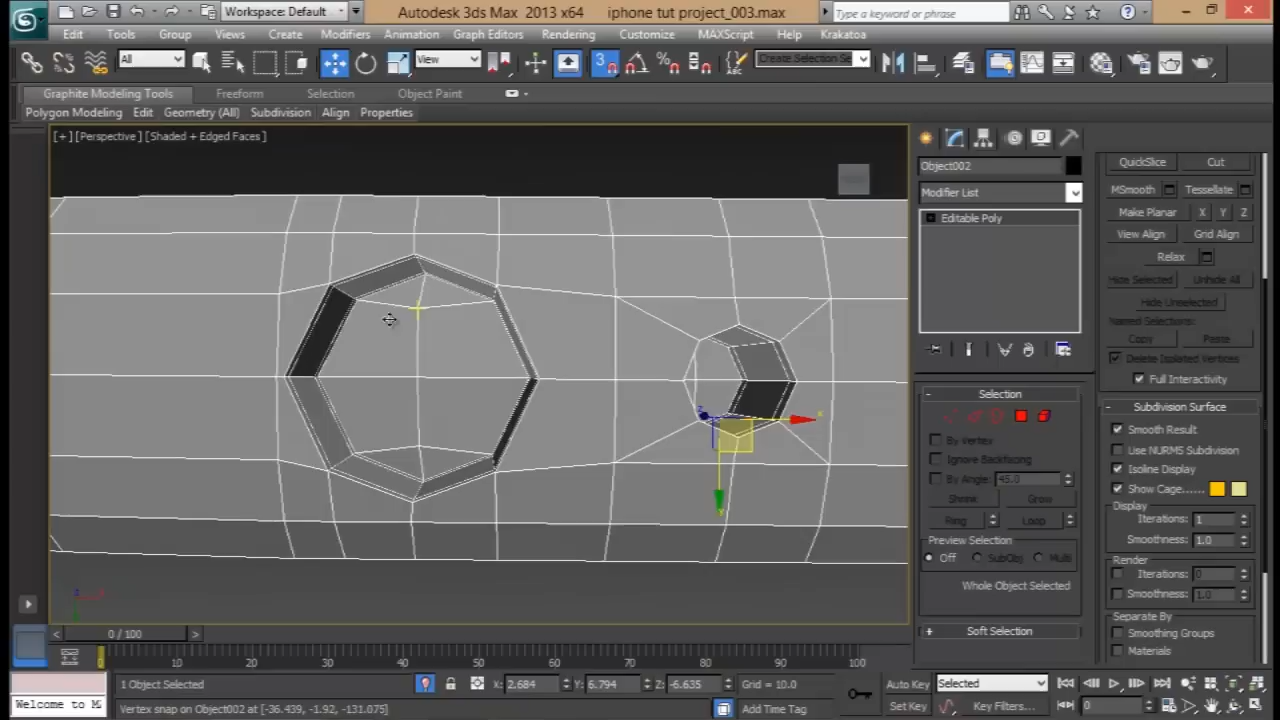 Workspace: Default
Autodesk 3ds Max 2013 x64 iphone tut project_003.max
Type a keyword or phrase
Edit Tools Group Views Create Modifiers Animation Graph Editors Rendering Customize MAXScript Help Krakatoa
All View 3 Create Selection Se
Graphite Modeling Tools Freeform Selection Object Paint
Polygon Modeling Edit Geometry (All) Subdivision Align Properties
[+] [Perspective] [Shaded + Edged Faces]
Object002
Modifier List
Editable Poly
Selection
By Vertex
Ignore Backfacing
By Angle: 45.0
Shrink Grow
Ring Loop
Preview Selection
Off SubObj Multi
Whole Object Selected
Soft Selection
QuickSlice Cut
MSmooth Tessellate
Make Planar X Y Z
View Align Grid Align
Relax
Hide Selected Unhide All
Hide Unselected
Named Selections:
Copy Paste
Delete Isolated Vertices
Full Interactivity
Subdivision Surface
Smooth Result
Use NURMS Subdivision
Isoline Display
Show Cage......
Display
Iterations: 1
Smoothness: 1.0
Render
Iterations: 0
Smoothness: 1.0
Separate By
Smoothing Groups
Materials
x
y
z
< 0 / 100 >
10 20 30 40 50 60 70 80 90 100
1 Object Selected X: 2.684 Y: 6.794 Z: -6.635 Grid = 10.0 Auto Key Selected
Welcome to M Vertex snap on Object002 at [-36.439, -1.92, -131.075] Add Time Tag Set Key Key Filters... 0